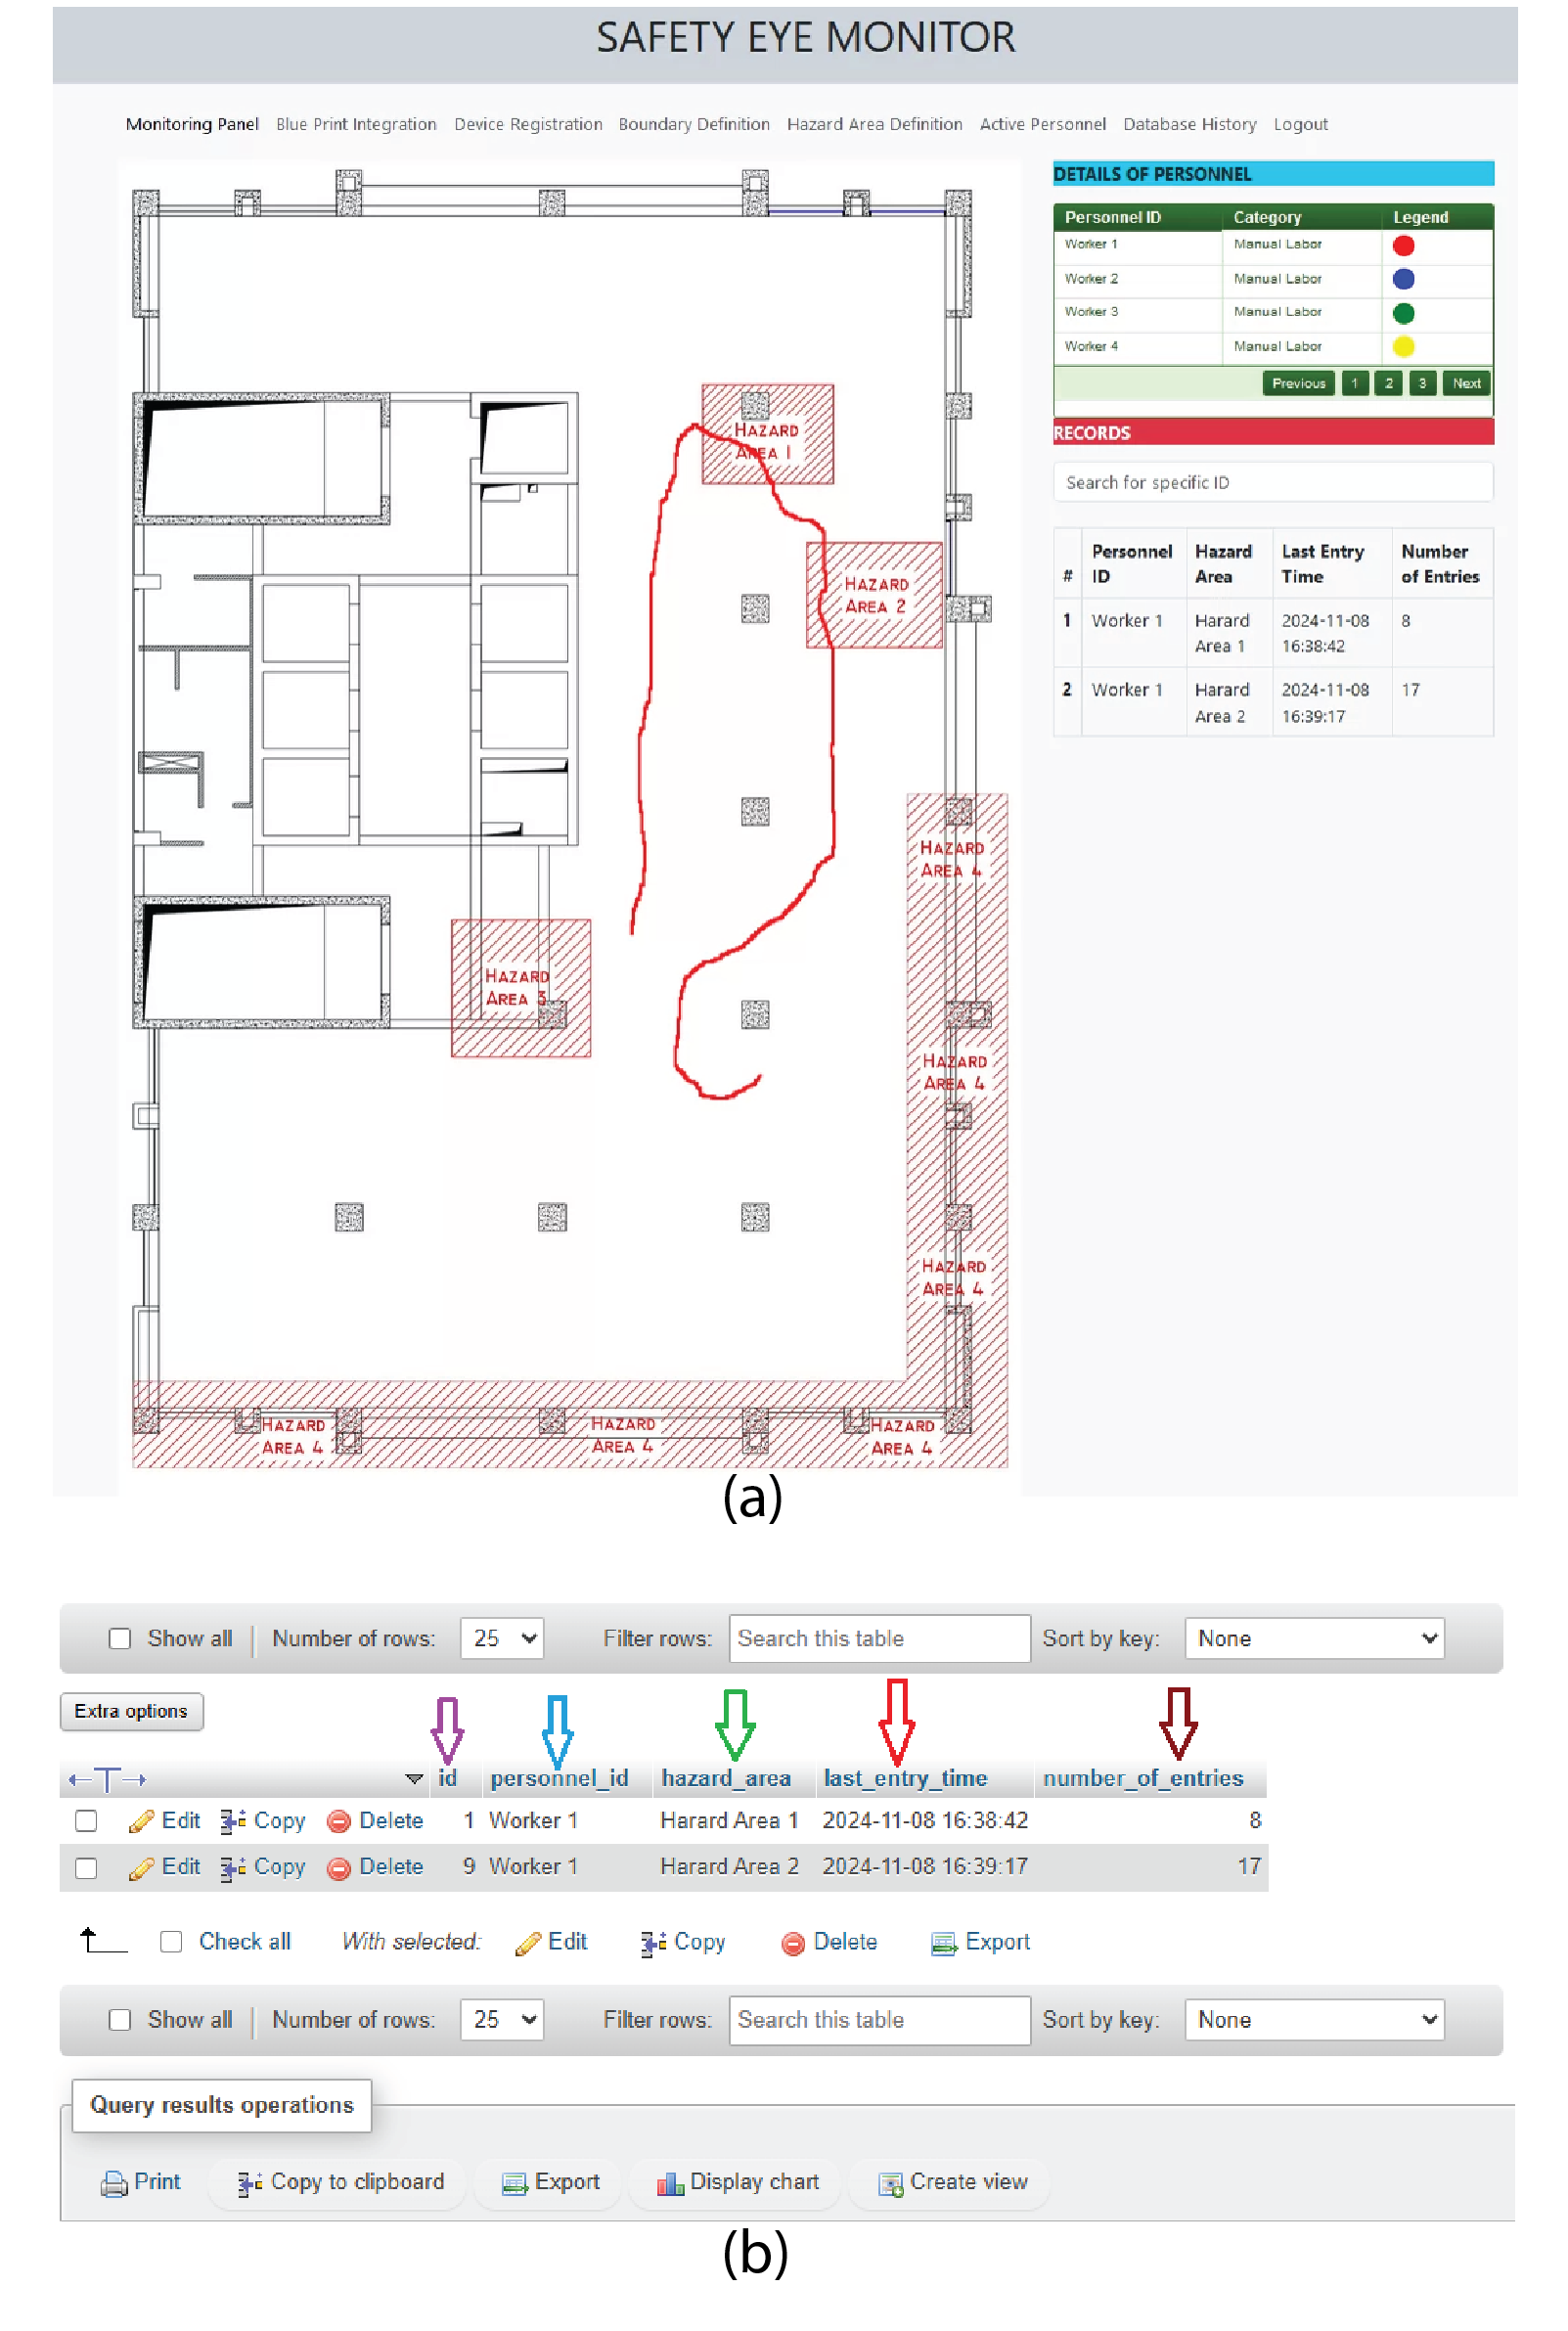 SAFETY EYE MONITOR
Monitoring Panel Blue Print Integration Device Registration Boundary Definition Hazard Area Definition Active Personnel Database History Logout
DETAILS OF PERSONNEL
Personnel ID Category Legend
Worker 1 Manual Labor
Worker 2 Manual Labor
Worker 3 Manual Labor
Worker 4 Manual Labor
Previous 1 2 3 Next
RECORDS
Search for specific ID
# Personnel ID Hazard Area Last Entry Time Number of Entries
1 Worker 1 Harard Area 1 2024-11-08 16:38:42 8
2 Worker 1 Harard Area 2 2024-11-08 16:39:17 17
HAZARD
AREA 1
HAZARD
AREA 2
HAZARD
AREA 4
HAZARD
AREA 3
HAZARD
AREA 4
HAZARD
AREA 4
HAZARD
AREA 4
HAZARD
AREA 4
HAZARD
AREA 4
(a)
Show all Number of rows: 25 Filter rows: Search this table Sort by key: None
Extra options
←T→ id personnel_id hazard_area last_entry_time number_of_entries
Edit Copy Delete 1 Worker 1 Harard Area 1 2024-11-08 16:38:42 8
Edit Copy Delete 9 Worker 1 Harard Area 2 2024-11-08 16:39:17 17
Check all With selected: Edit Copy Delete Export
Show all Number of rows: 25 Filter rows: Search this table Sort by key: None
Query results operations
Print Copy to clipboard Export Display chart Create view
(b)